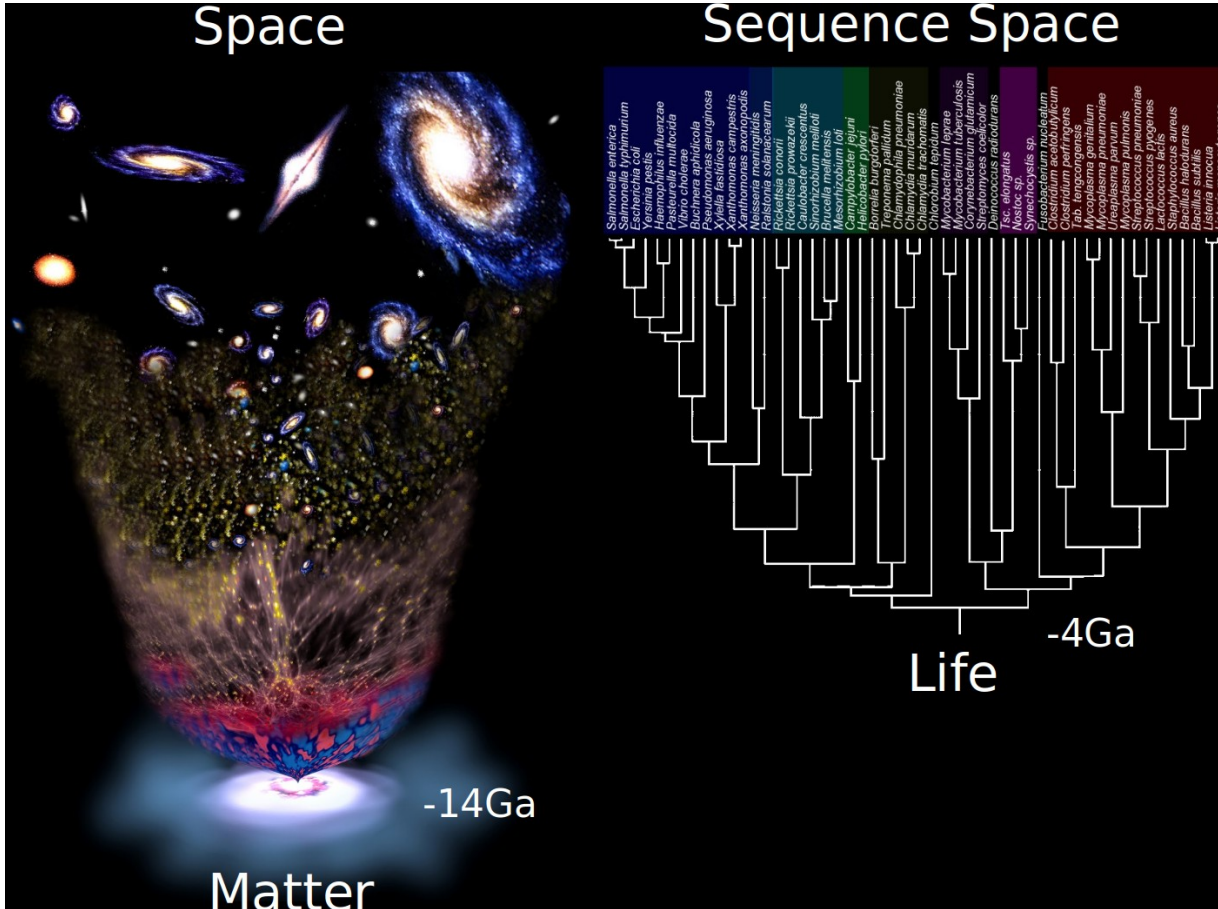 Space
Sequence Space
Salmonella enterica
Salmonella typhimurium
Escherichia coli
Yersinia pestis
Haemophilus influenzae
Pasteurella multocida
Vibrio cholerae
Buchnera aphidicola
Pseudomonas aeruginosa
Xylella fastidiosa
Xanthomonas campestris
Xanthomonas axonopodis
Neisseria meningitidis
Ralstonia solanacearum
Rickettsia conorii
Rickettsia prowazekii
Caulobacter crescentus
Sinorhizobium meliloti
Brucella melitensis
Mesorhizobium loti
Campylobacter jejuni
Helicobacter pylori
Borrelia burgdorferi
Treponema pallidum
Chlamydophila pneumoniae
Chlamydia muridarum
Chlamydia trachomatis
Chlorobium tepidum
Mycobacterium leprae
Mycobacterium tuberculosis
Corynebacterium glutamicum
Streptomyces coelicolor
Deinococcus radiodurans
Tsc. elongatus
Nostoc sp.
Synechocystis sp.
Fusobacterium nucleatum
Clostridium acetobutylicum
Clostridium perfringens
Tab. tengcongensis
Mycoplasma genitalium
Mycoplasma pneumoniae
Ureaplasma parvum
Mycoplasma pulmonis
Streptococcus pneumoniae
Streptococcus pyogenes
Lactococcus lactis
Staphylococcus aureus
Bacillus halodurans
Bacillus subtilis
Listeria innocua
-4Ga
Life
-14Ga
Matter